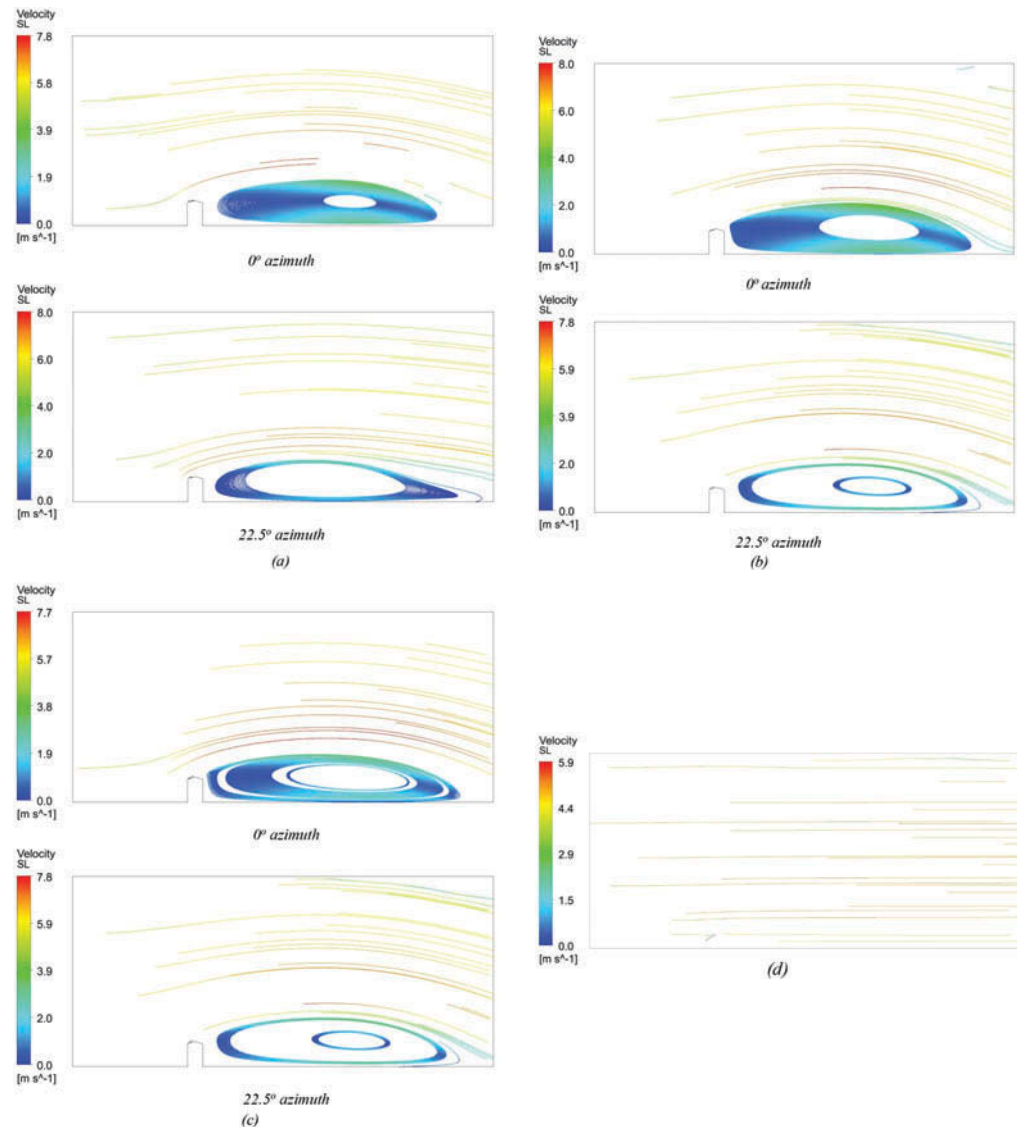 Velocity
SL
7.8
5.8
3.9
1.9
0.0
[m s^-1]
0º azimuth
Velocity
SL
8.0
6.0
4.0
2.0
0.0
[m s^-1]
22.5º azimuth
(a)
Velocity
SL
8.0
6.0
4.0
2.0
0.0
[m s^-1]
0º azimuth
Velocity
SL
7.8
5.9
3.9
2.0
0.0
[m s^-1]
22.5º azimuth
(b)
Velocity
SL
7.7
5.7
3.8
1.9
0.0
[m s^-1]
0º azimuth
Velocity
SL
7.8
5.9
3.9
2.0
0.0
[m s^-1]
22.5º azimuth
(c)
Velocity
SL
5.9
4.4
2.9
1.5
0.0
[m s^-1]
(d)